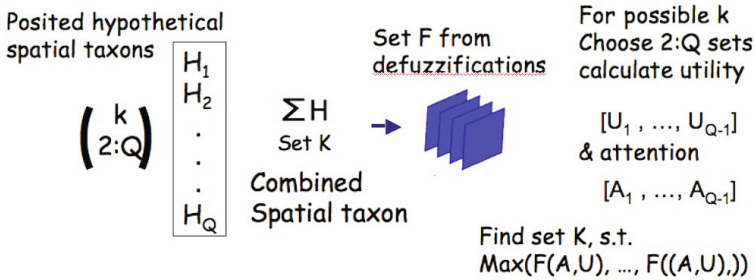 Posited hypothetical
spatial taxons
( k
2:Q )
H1
H2
.
.
.
HQ
ΣH
Set K
Combined
Spatial taxon
Set F from
defuzzifications
For possible k
Choose 2:Q sets
calculate utility
[U1 , ..., UQ-1]
& attention
[A1 , ..., AQ-1]
Find set K, s.t.
Max(F(A,U), ..., F((A,U),))